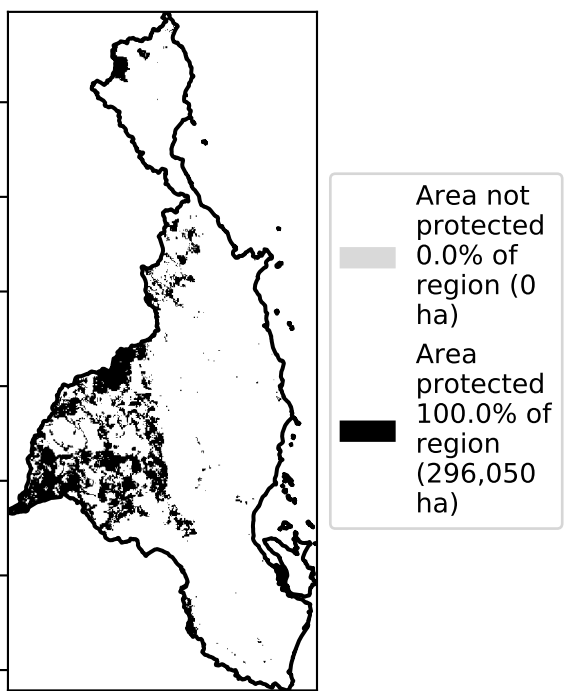 Area not
protected
0.0% of
region (0
ha)
Area
protected
100.0% of
region
(296,050
ha)